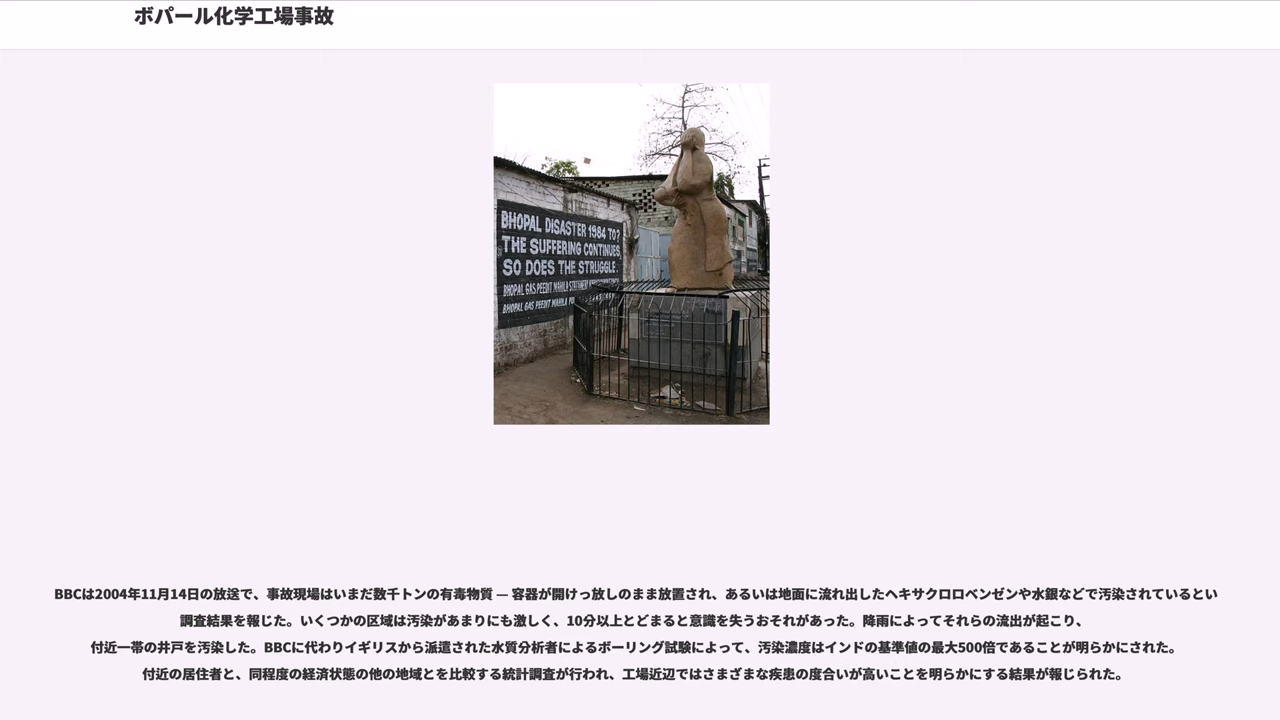 ボパール化学工場事故
BHOPAL DISASTER 1984 TO?
THE SUFFERING CONTINUES,
SO DOES THE STRUGGLE.
BHOPAL GAS PEEDIT MAHILA
BHOPAL GAS PEEDIT MAHILA
BBCは2004年11月14日の放送で、事故現場はいまだ数千トンの有毒物質 — 容器が開けっ放しのまま放置され、あるいは地面に流れ出したヘキサクロロベンゼンや水銀などで汚染されているとい
調査結果を報じた。いくつかの区域は汚染があまりにも激しく、10分以上とどまると意識を失うおそれがあった。降雨によってそれらの流出が起こり、
付近一帯の井戸を汚染した。BBCに代わりイギリスから派遣された水質分析者によるボーリング試験によって、汚染濃度はインドの基準値の最大500倍であることが明らかにされた。
付近の居住者と、同程度の経済状態の他の地域とを比較する統計調査が行われ、工場近辺ではさまざまな疾患の度合いが高いことを明らかにする結果が報じられた。